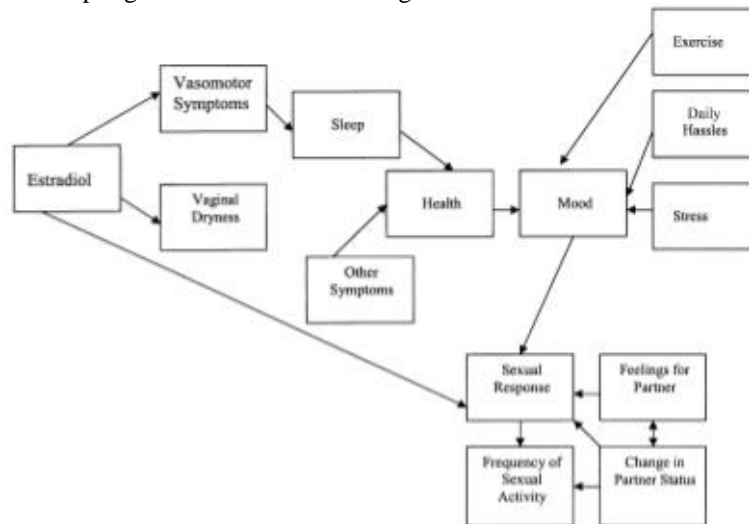 Exercise
Vasomotor
Symptoms
Sleep
Daily
Hassles
Estradiol
Vaginal
Dryness
Health
Mood
Stress
Other
Symptoms
Sexual
Response
Feelings for
Partner
Frequency of
Sexual
Activity
Change in
Partner Status